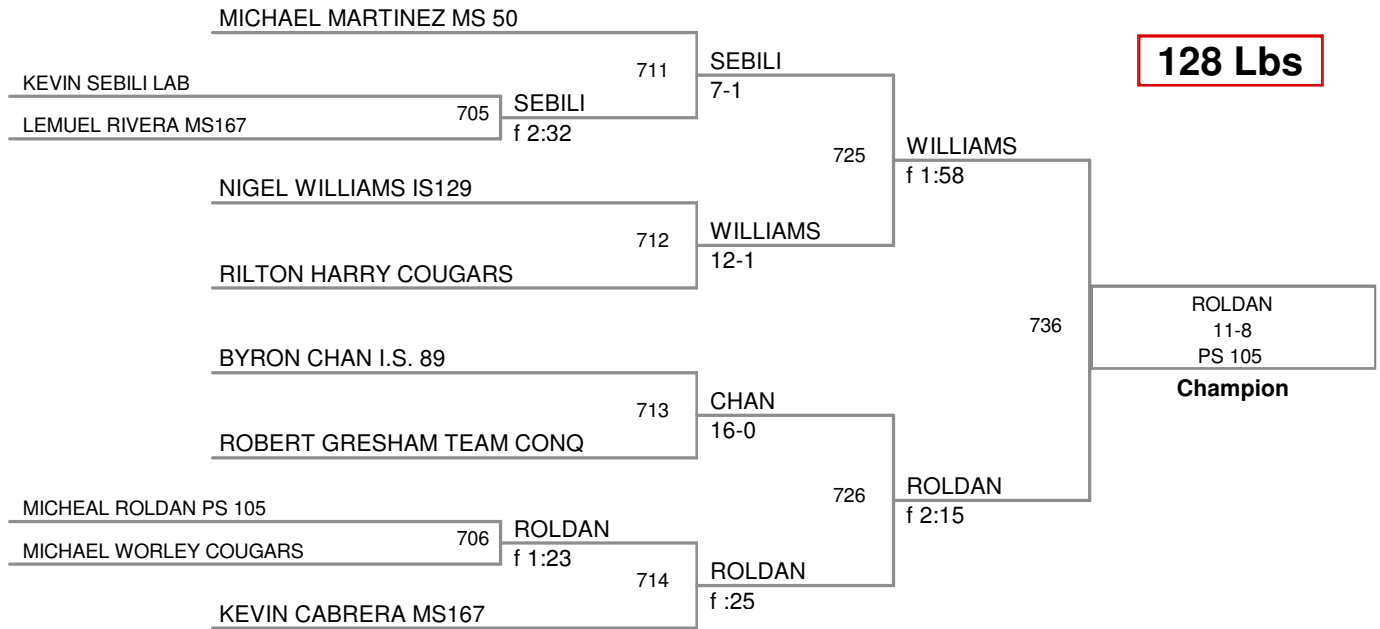 MICHAEL MARTINEZ MS 50
128 Lbs
711
SEBILI
7-1
KEVIN SEBILI LAB
705
SEBILI
f 2:32
LEMUEL RIVERA MS167
725
WILLIAMS
f 1:58
NIGEL WILLIAMS IS129
712
WILLIAMS
12-1
RILTON HARRY COUGARS
736
ROLDAN
11-8
PS 105
Champion
BYRON CHAN I.S. 89
713
CHAN
16-0
ROBERT GRESHAM TEAM CONQ
726
ROLDAN
f 2:15
MICHEAL ROLDAN PS 105
706
ROLDAN
f 1:23
MICHAEL WORLEY COUGARS
714
ROLDAN
f :25
KEVIN CABRERA MS167